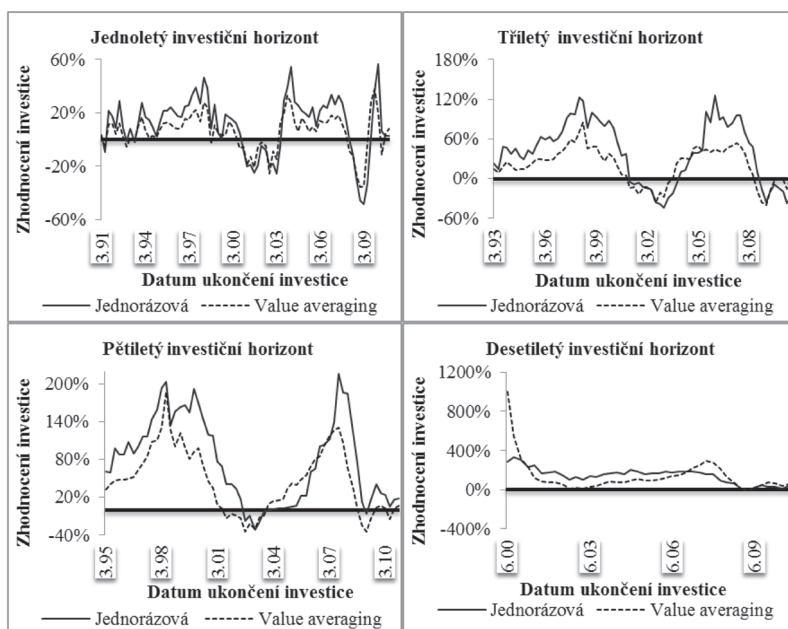 Jednoletý investiční horizont
Zhodnocení investice
60%
20%
-20%
-60%
3.91
3.94
3.97
3.00
3.03
3.06
3.09
Datum ukončení investice
Jednorázová
Value averaging
Tříletý investiční horizont
Zhodnocení investice
180%
120%
60%
0%
-60%
3.93
3.96
3.99
3.02
3.05
3.08
Datum ukončení investice
Jednorázová
Value averaging
Pětiletý investiční horizont
Zhodnocení investice
200%
140%
80%
20%
-40%
3.95
3.98
3.01
3.04
3.07
3.10
Datum ukončení investice
Jednorázová
Value averaging
Desetiletý investiční horizont
Zhodnocení investice
1200%
800%
400%
0%
-400%
6.00
6.03
6.06
6.09
Datum ukončení investice
Jednorázová
Value averaging